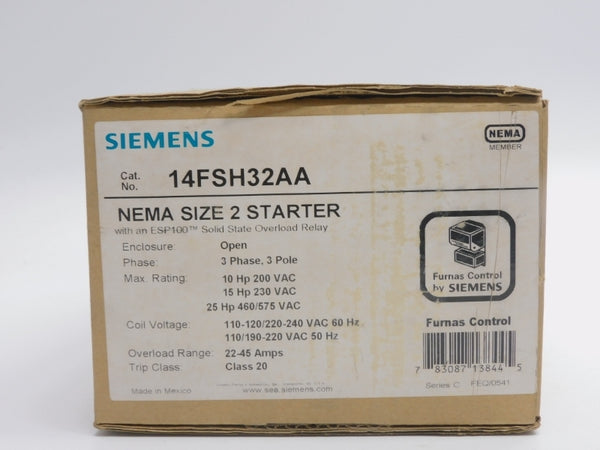 SIEMENS
NEMA
MEMBER
Cat.
No. 14FSH32AA
NEMA SIZE 2 STARTER
with an ESP100™ Solid State Overload Relay
Enclosure: Open
Phase: 3 Phase, 3 Pole
Max. Rating: 10 Hp 200 VAC
15 Hp 230 VAC
25 Hp 460/575 VAC
Coil Voltage: 110-120/220-240 VAC 60 Hz
110/190-220 VAC 50 Hz
Overload Range: 22-45 Amps
Trip Class: Class 20
Made in Mexico
www.sea.siemens.com
Furnas Control
by SIEMENS
Furnas Control
7 83087 13844 5
Series C FEQ/0541